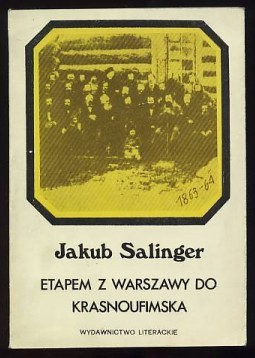 1863-64
Jakub Salinger
ETAPEM Z WARSZAWY DO
KRASNOUFIMSKA
WYDAWNICTWO LITERACKIE